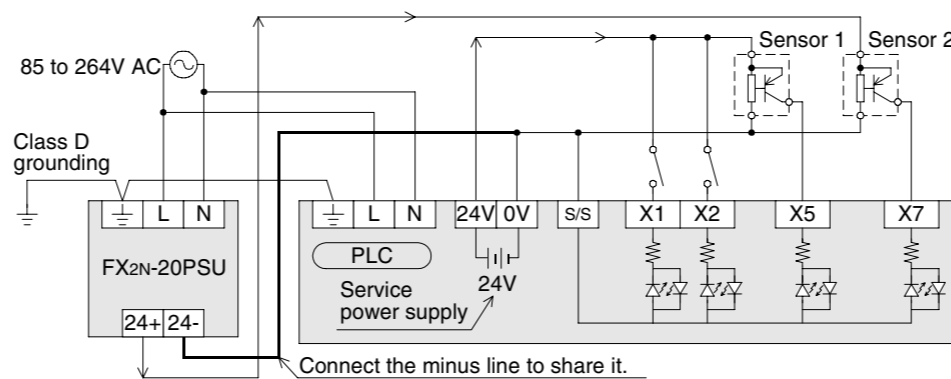 Sensor 1
Sensor 2
85 to 264V AC
Class D
grounding
L
N
L
N
24V
0V
S/S
X1
X2
X5
X7
FX2N-20PSU
PLC
24V
Service
power supply
24+
24-
Connect the minus line to share it.